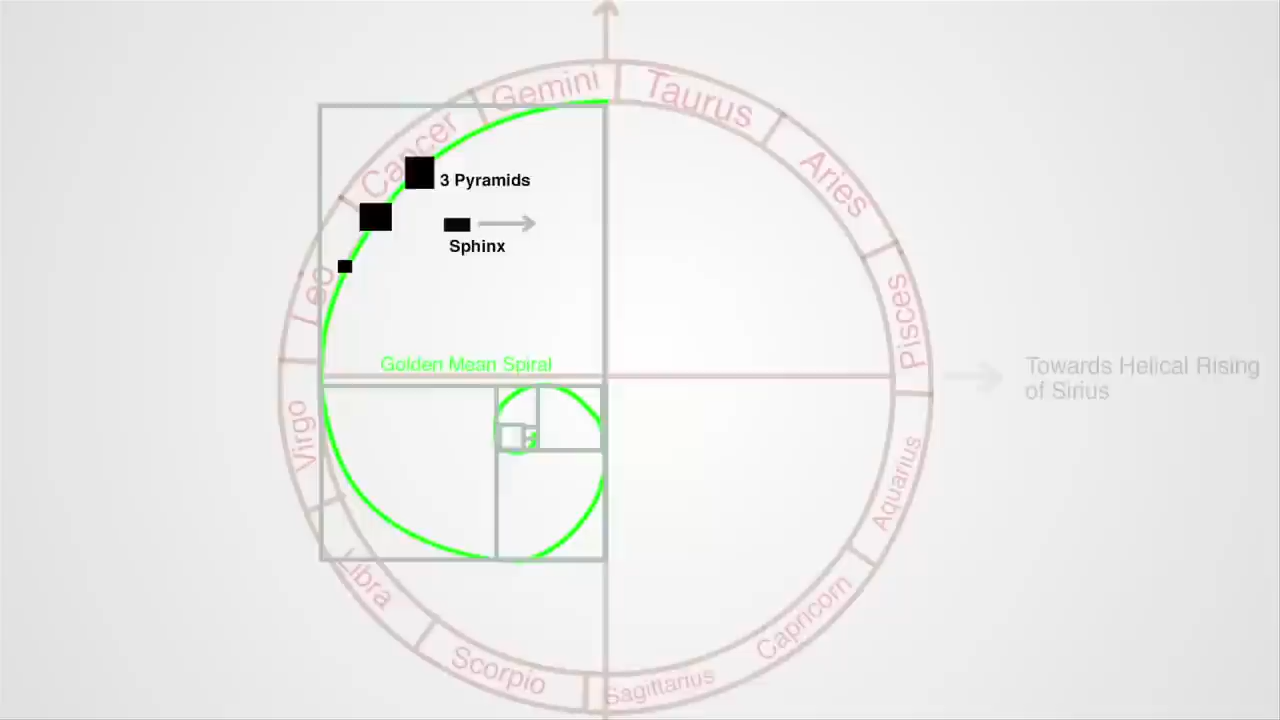 Gemini
Taurus
Cancer
Aries
3 Pyramids
Sphinx
Leo
Pisces
Golden Mean Spiral
Towards Helical Rising
of Sirius
Virgo
Aquarius
Libra
Capricorn
Scorpio
Sagittarius